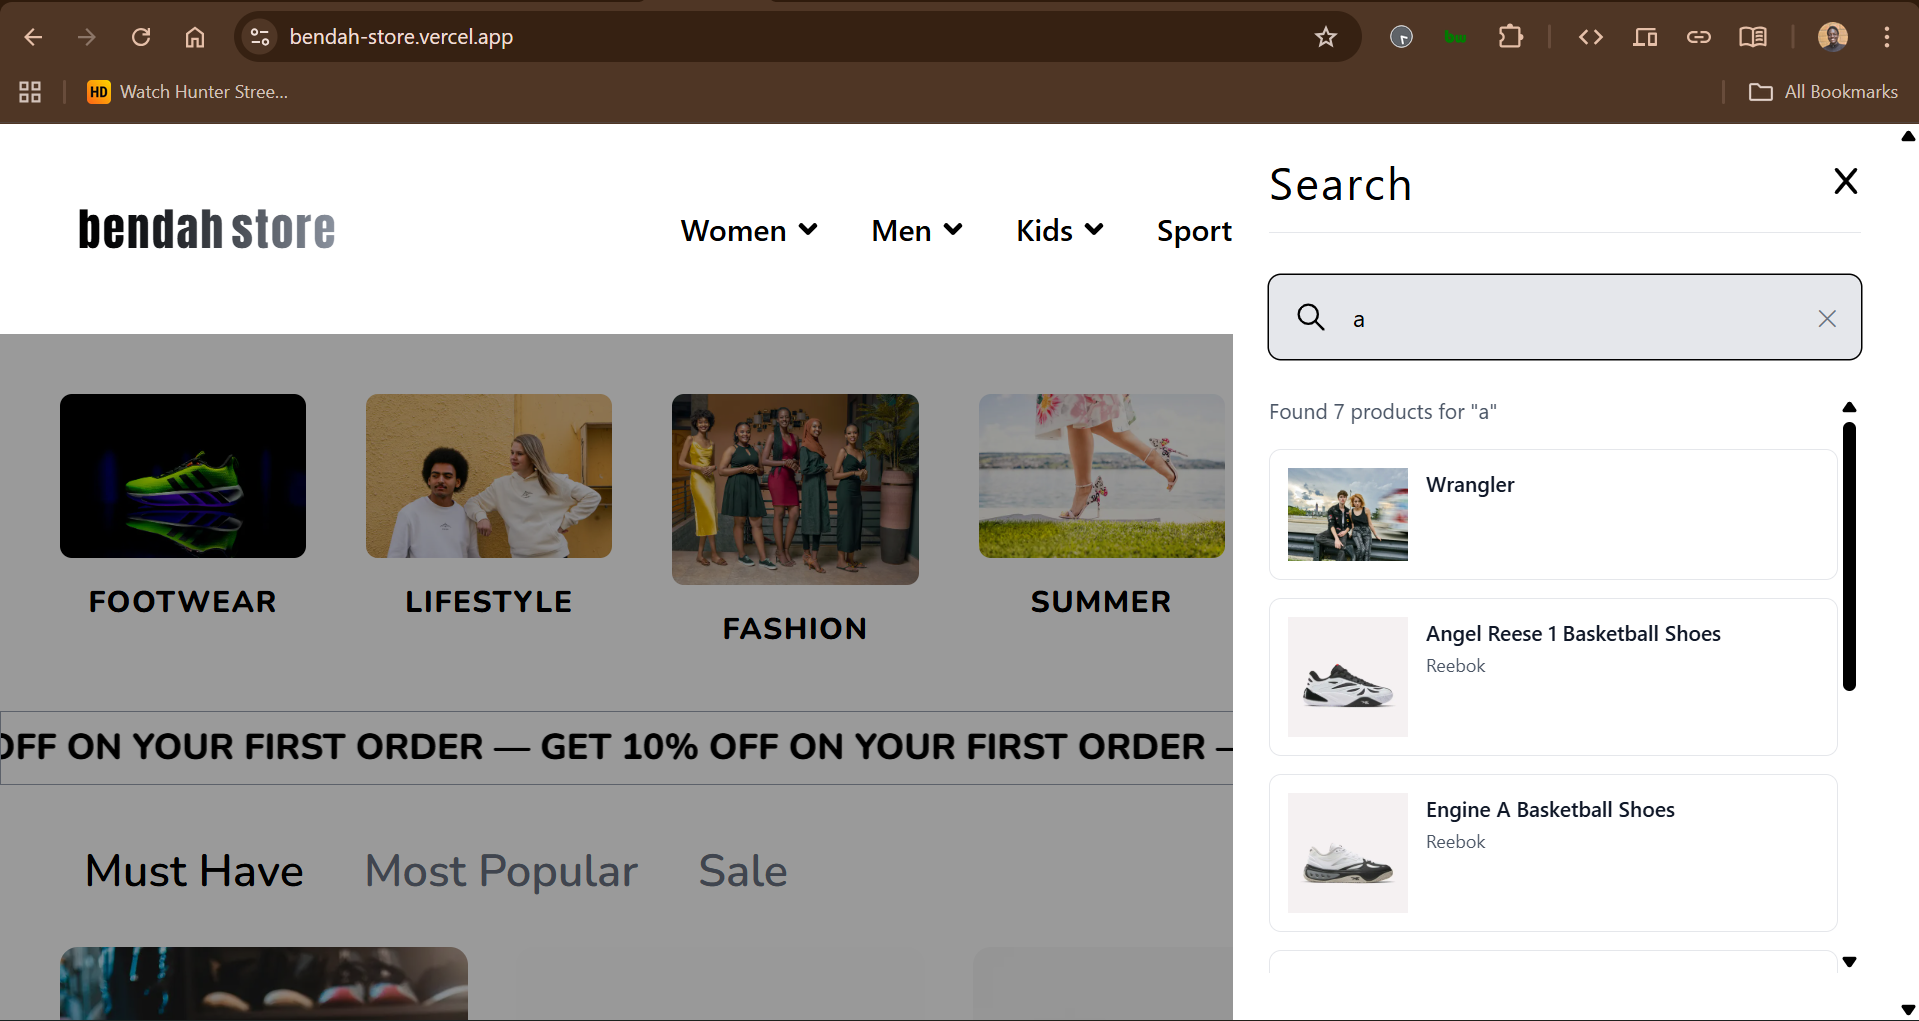 bendah-store.vercel.app
bw
HD Watch Hunter Stree...
All Bookmarks
bendah store
Women
Men
Kids
Sport
FOOTWEAR
LIFESTYLE
FASHION
SUMMER
OFF ON YOUR FIRST ORDER — GET 10% OFF ON YOUR FIRST ORDER —
Must Have
Most Popular
Sale
Search
a
Found 7 products for "a"
Wrangler
Angel Reese 1 Basketball Shoes
Reebok
Engine A Basketball Shoes
Reebok